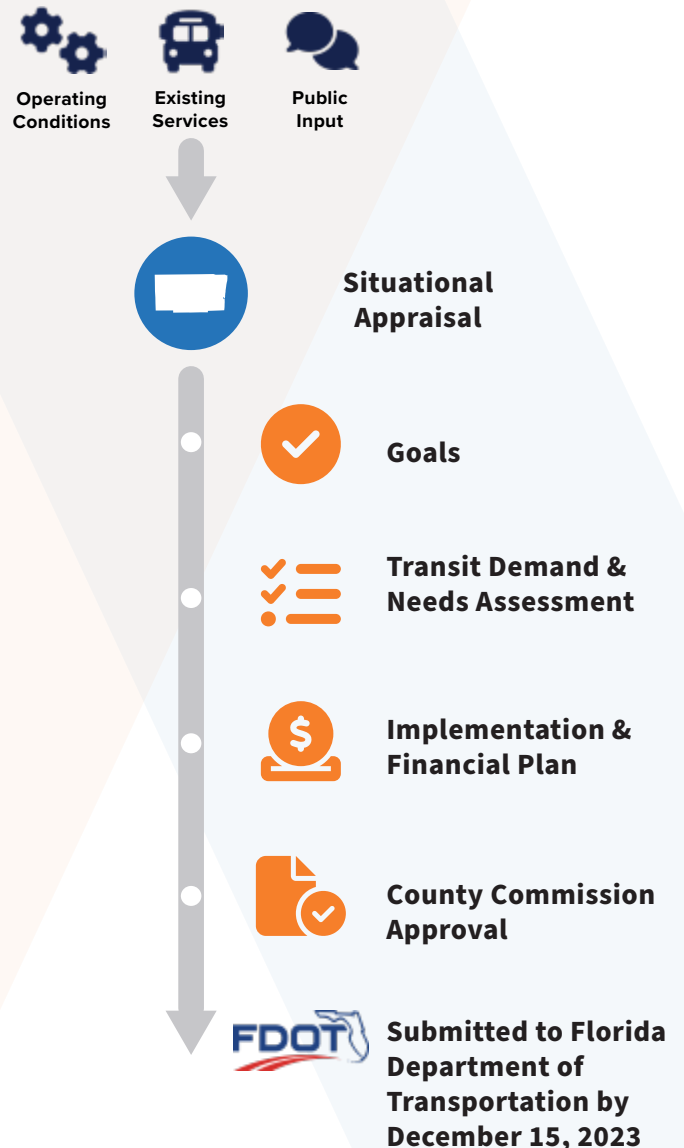 Operating
Conditions
Existing
Services
Public
Input
Situational
Appraisal
Goals
Transit Demand &
Needs Assessment
Implementation &
Financial Plan
County Commission
Approval
FDOT
Submitted to Florida
Department of
Transportation by
December 15, 2023